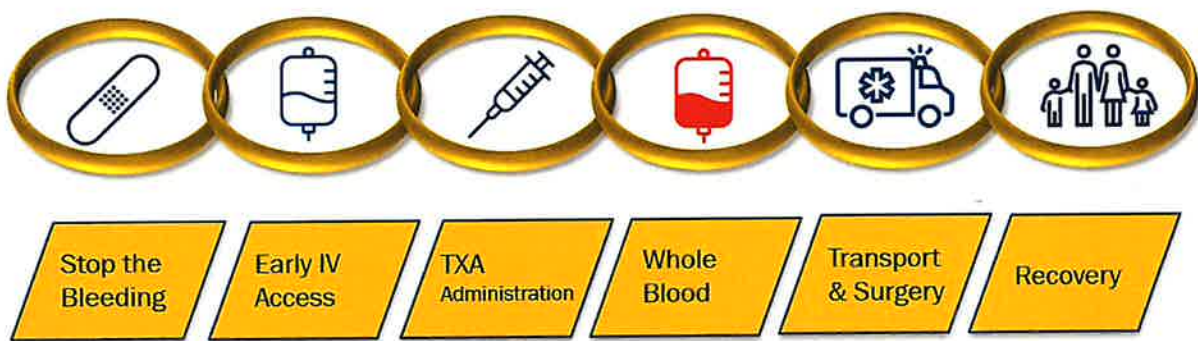 Stop the
Bleeding
Early IV
Access
TXA
Administration
Whole
Blood
Transport
& Surgery
Recovery